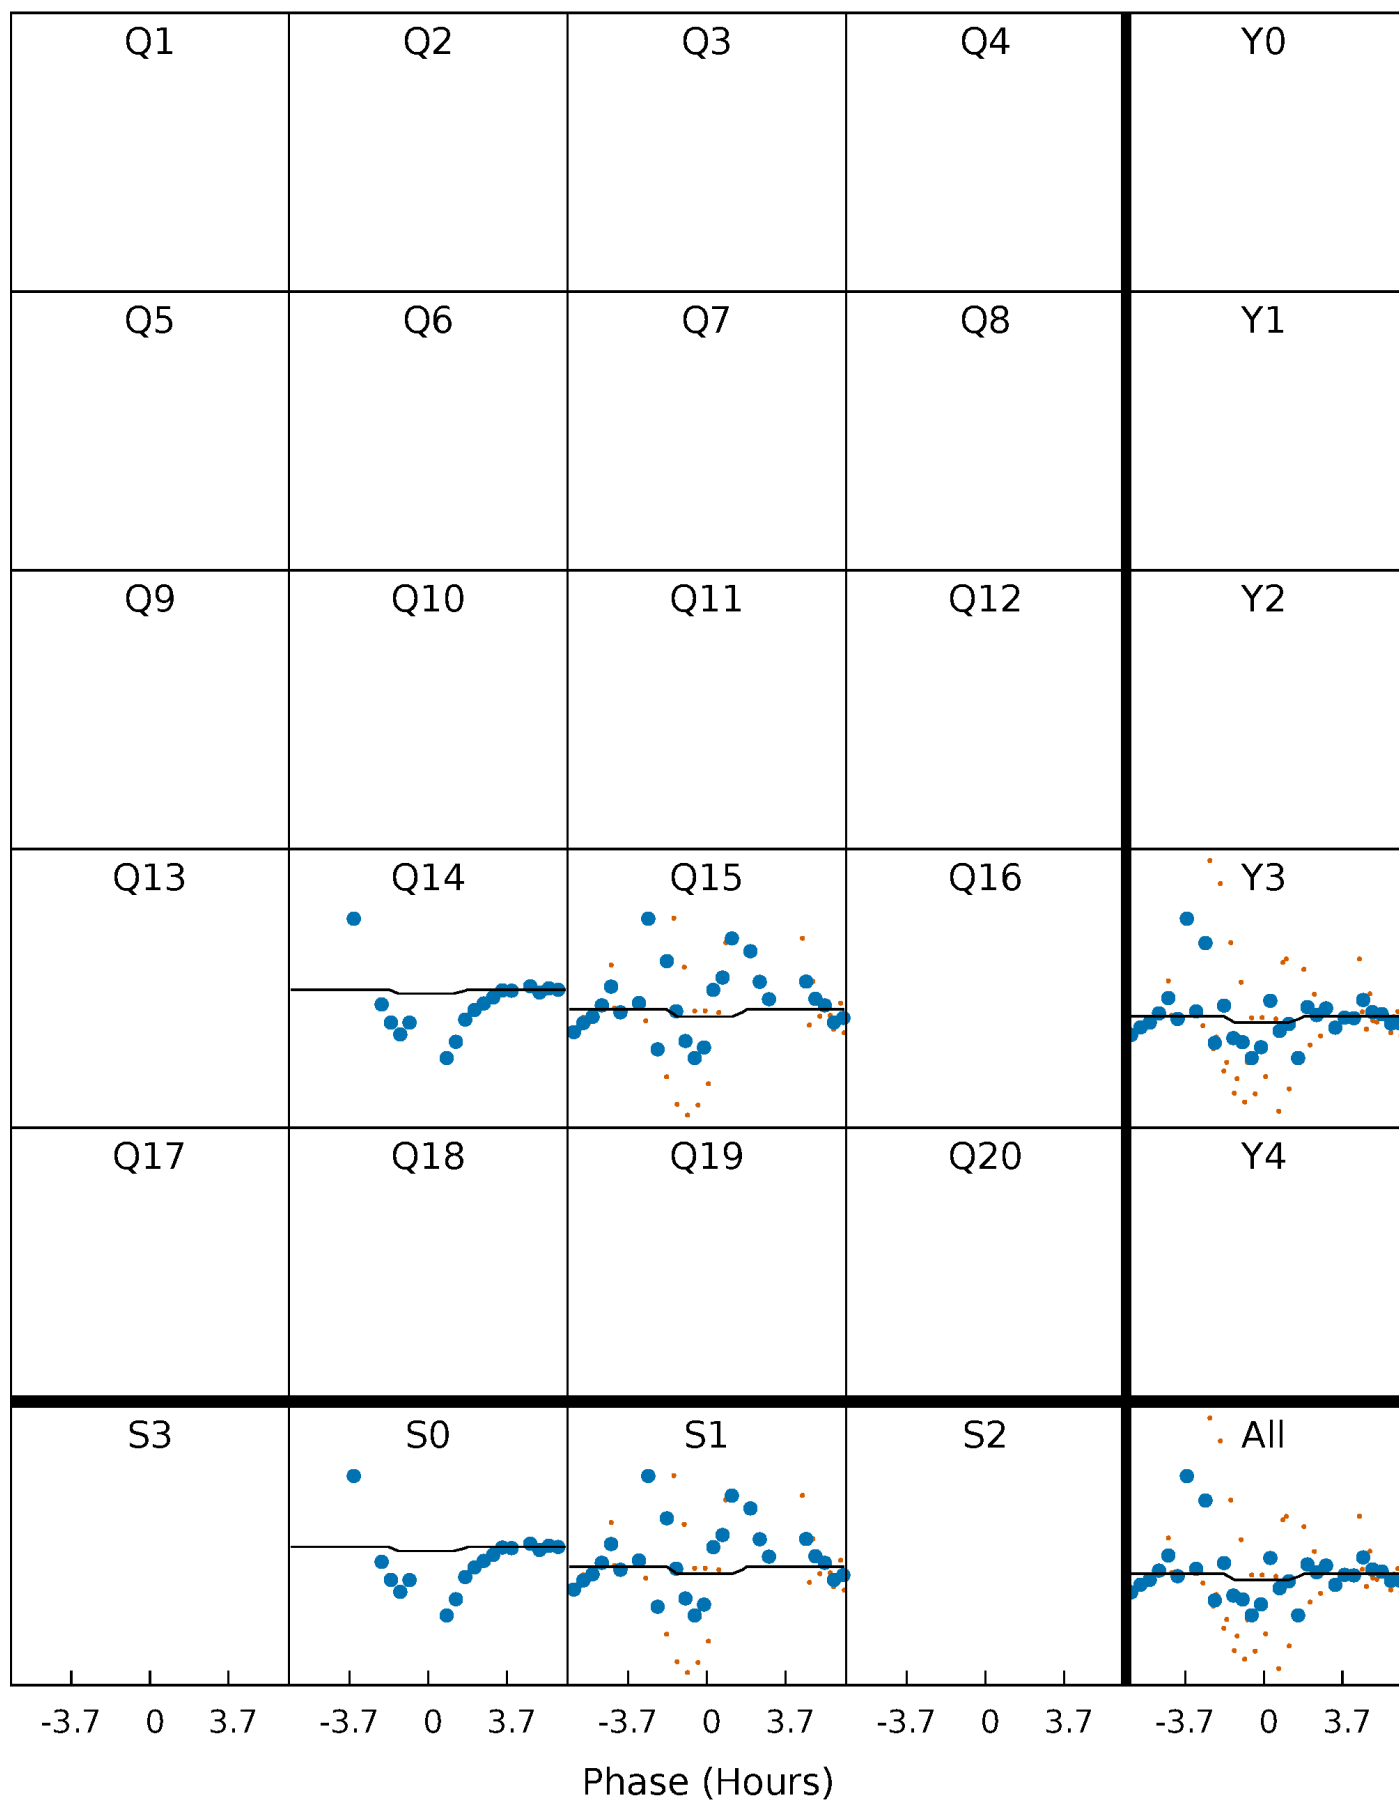 Q1 Q2 Q3 Q4 Y0
Q5 Q6 Q7 Q8 Y1
Q9 Q10 Q11 Q12 Y2
Q13 Q14 Q15 Q16 Y3
Q17 Q18 Q19 Q20 Y4
S3 S0 S1 S2 All
-3.7 0 3.7 -3.7 0 3.7 -3.7 0 3.7 -3.7 0 3.7 -3.7 0 3.7
Phase (Hours)